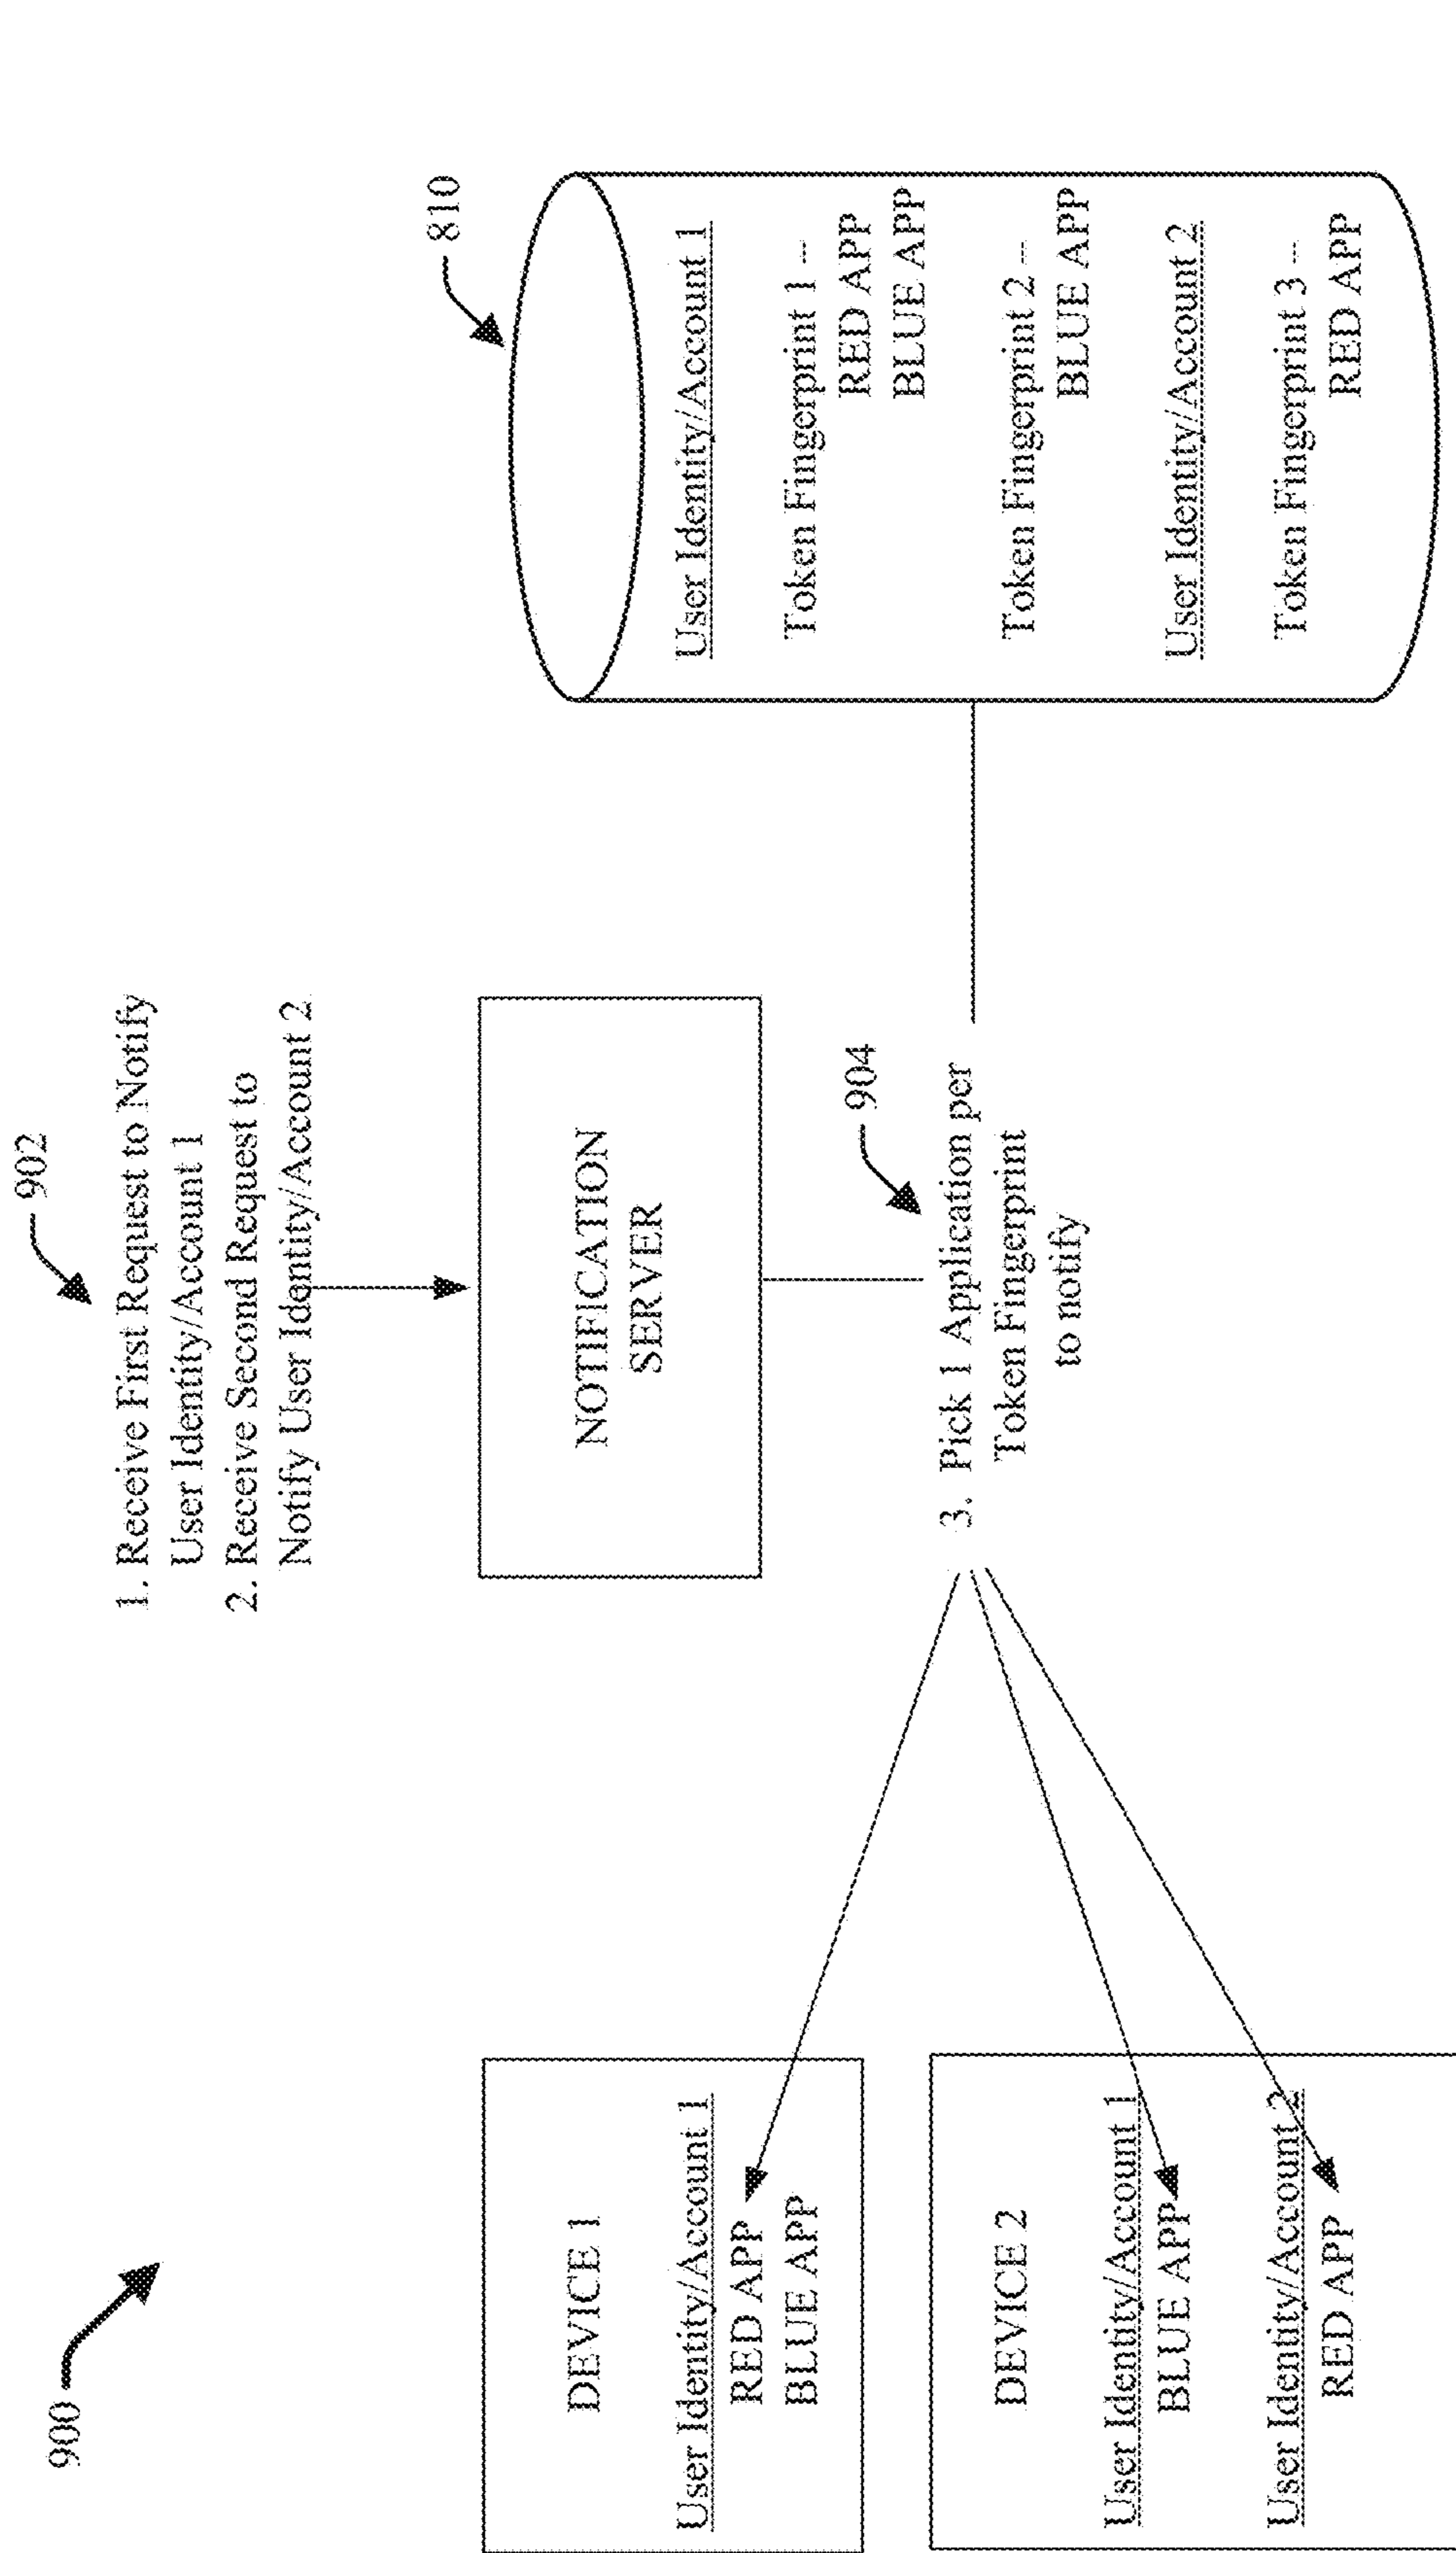 900
902
1. Receive First Request to Notify
User Identity/Account 1
2. Receive Second Request to
Notify User Identity/Account 2
DEVICE 1
User Identity/Account 1
RED APP
BLUE APP
DEVICE 2
User Identity/Account 1
BLUE APP
User Identity/Account 2
RED APP
NOTIFICATION
SERVER
904
3. Pick 1 Application per
Token Fingerprint
to notify
810
User Identity/Account 1
Token Fingerprint 1 --
RED APP
BLUE APP
Token Fingerprint 2 --
BLUE APP
User Identity/Account 2
Token Fingerprint 3 --
RED APP